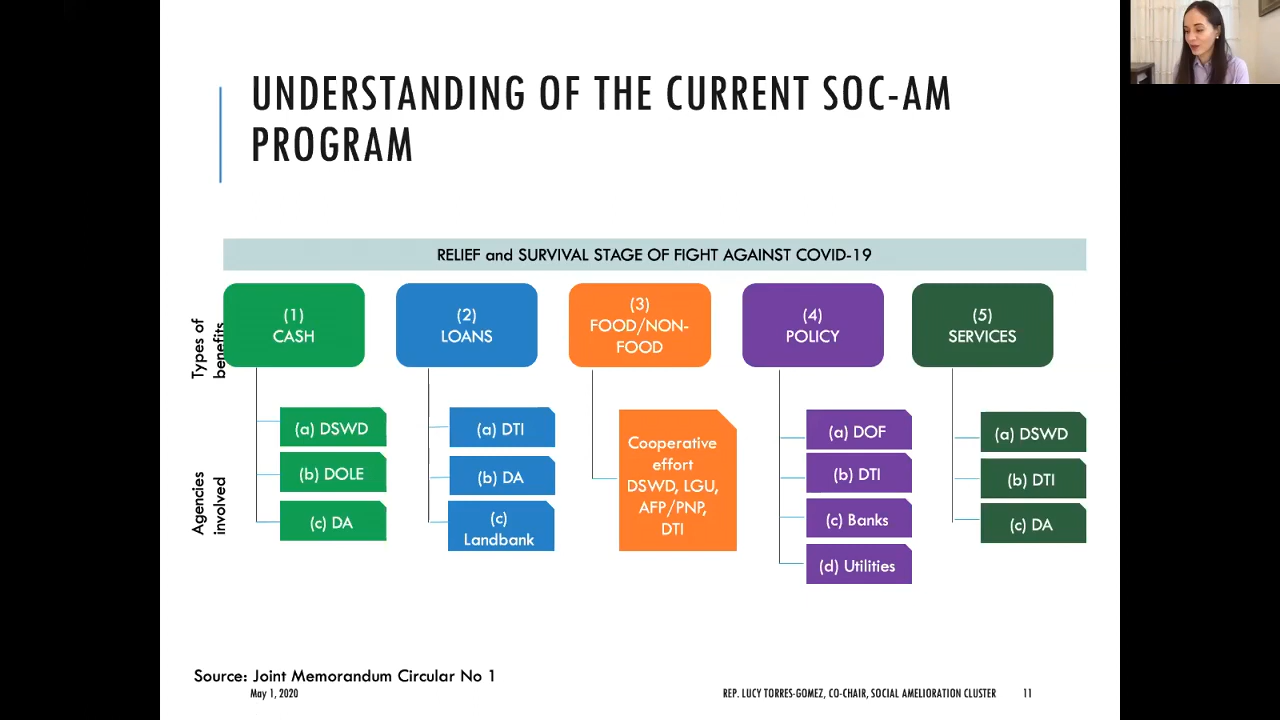 UNDERSTANDING OF THE CURRENT SOC-AM
PROGRAM
RELIEF and SURVIVAL STAGE OF FIGHT AGAINST COVID-19
Types of
benefits
(1)
CASH
(2)
LOANS
(3)
FOOD/NON-
FOOD
(4)
POLICY
(5)
SERVICES
Agencies
involved
(a) DSWD
(b) DOLE
(c) DA
(a) DTI
(b) DA
(c)
Landbank
Cooperative
effort
DSWD, LGU,
AFP/PNP,
DTI
(a) DOF
(b) DTI
(c) Banks
(d) Utilities
(a) DSWD
(b) DTI
(c) DA
Source: Joint Memorandum Circular No 1
May 1, 2020
REP. LUCY TORRES-GOMEZ, CO-CHAIR, SOCIAL AMELIORATION CLUSTER
11